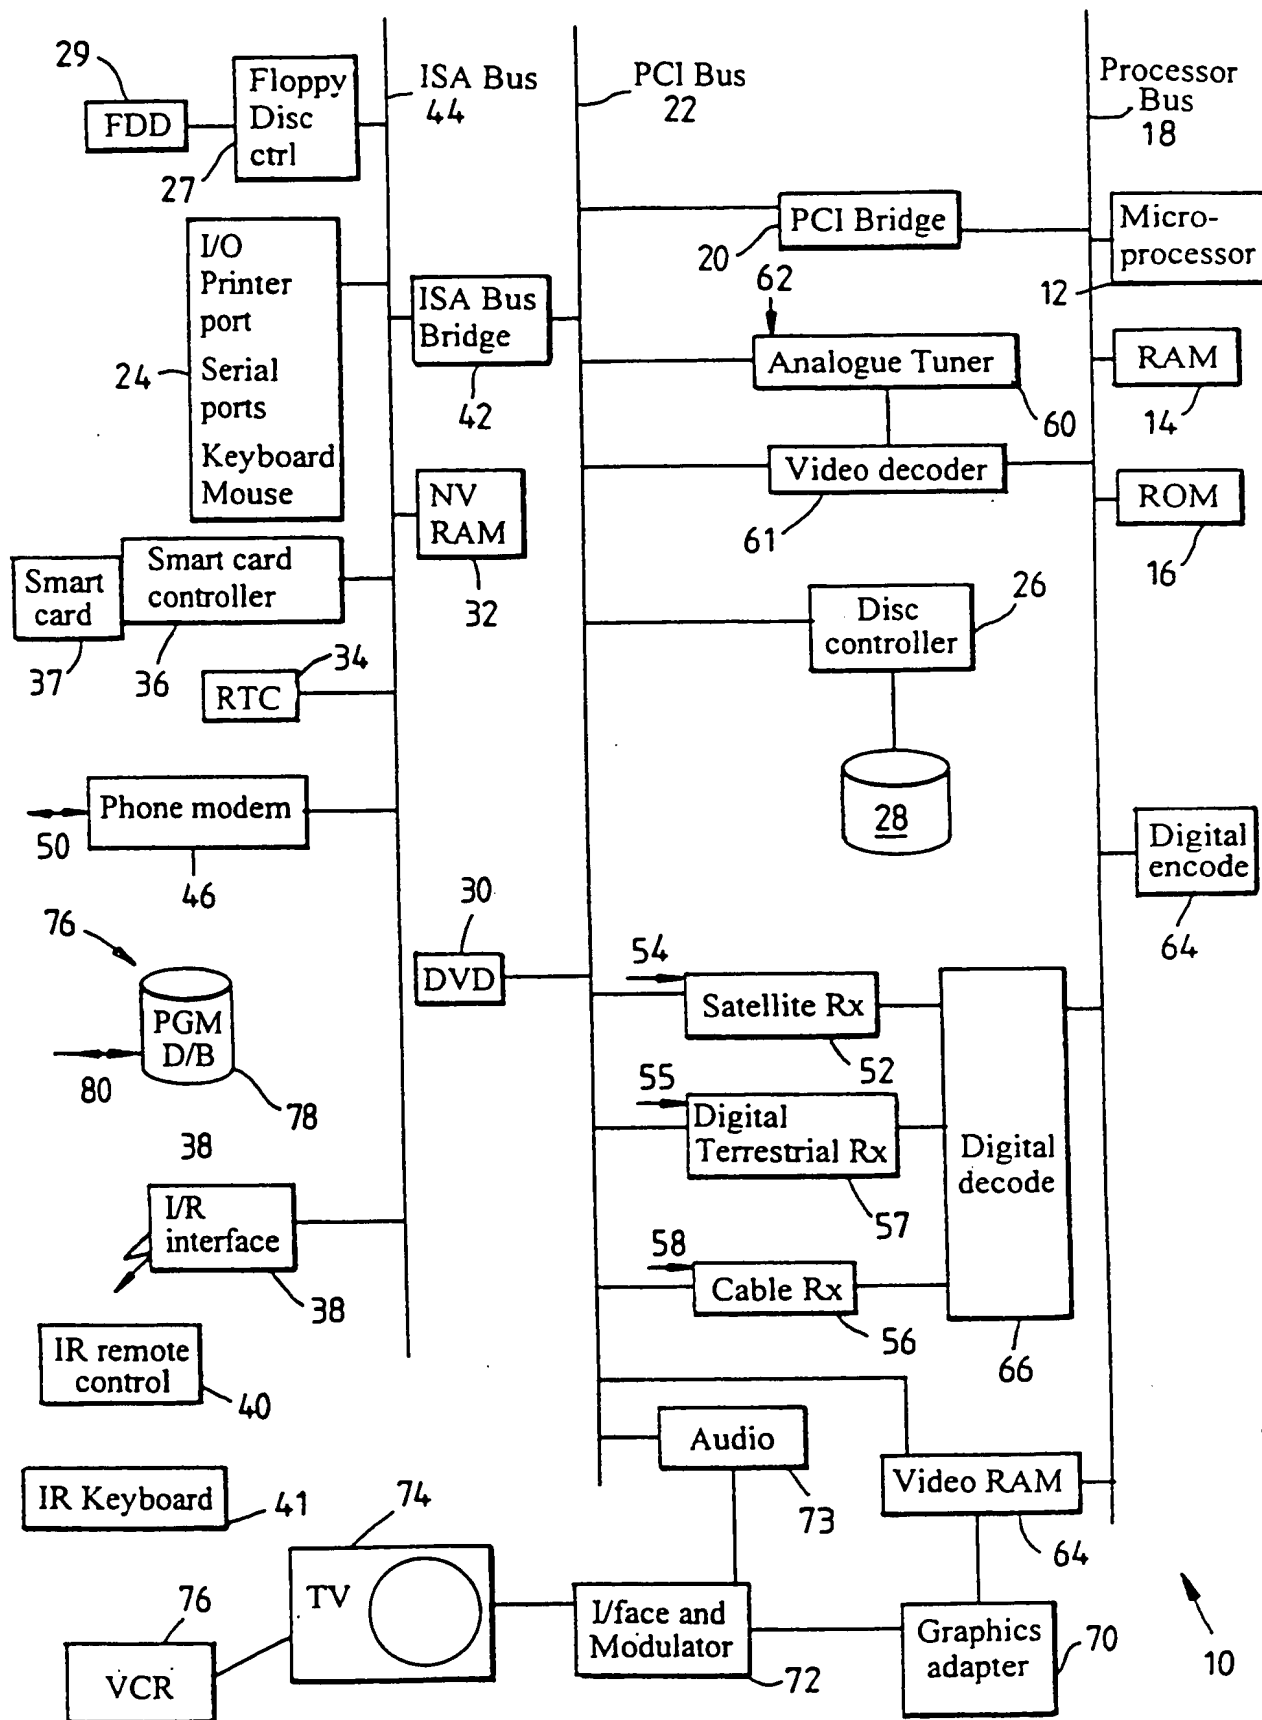 29
FDD
Floppy
Disc
ctrl
27
ISA Bus
44
PCI Bus
22
Processor
Bus
18
I/O
Printer
port
Serial
ports
Keyboard
Mouse
24
ISA Bus
Bridge
42
PCI Bridge
20
Micro-
processor
12
62
Analogue Tuner
60
RAM
14
Video decoder
61
ROM
16
NV
RAM
32
Smart
card
37
Smart card
controller
36
34
RTC
Disc
controller
26
28
Phone modem
50
46
Digital
encode
64
76
PGM
D/B
80
78
30
DVD
54
Satellite Rx
52
55
Digital
Terrestrial Rx
57
58
Cable Rx
56
Digital
decode
66
38
I/R
interface
38
IR remote
control
40
IR Keyboard
41
Audio
73
Video RAM
64
74
TV
76
VCR
I/face and
Modulator
72
Graphics
adapter
70
10